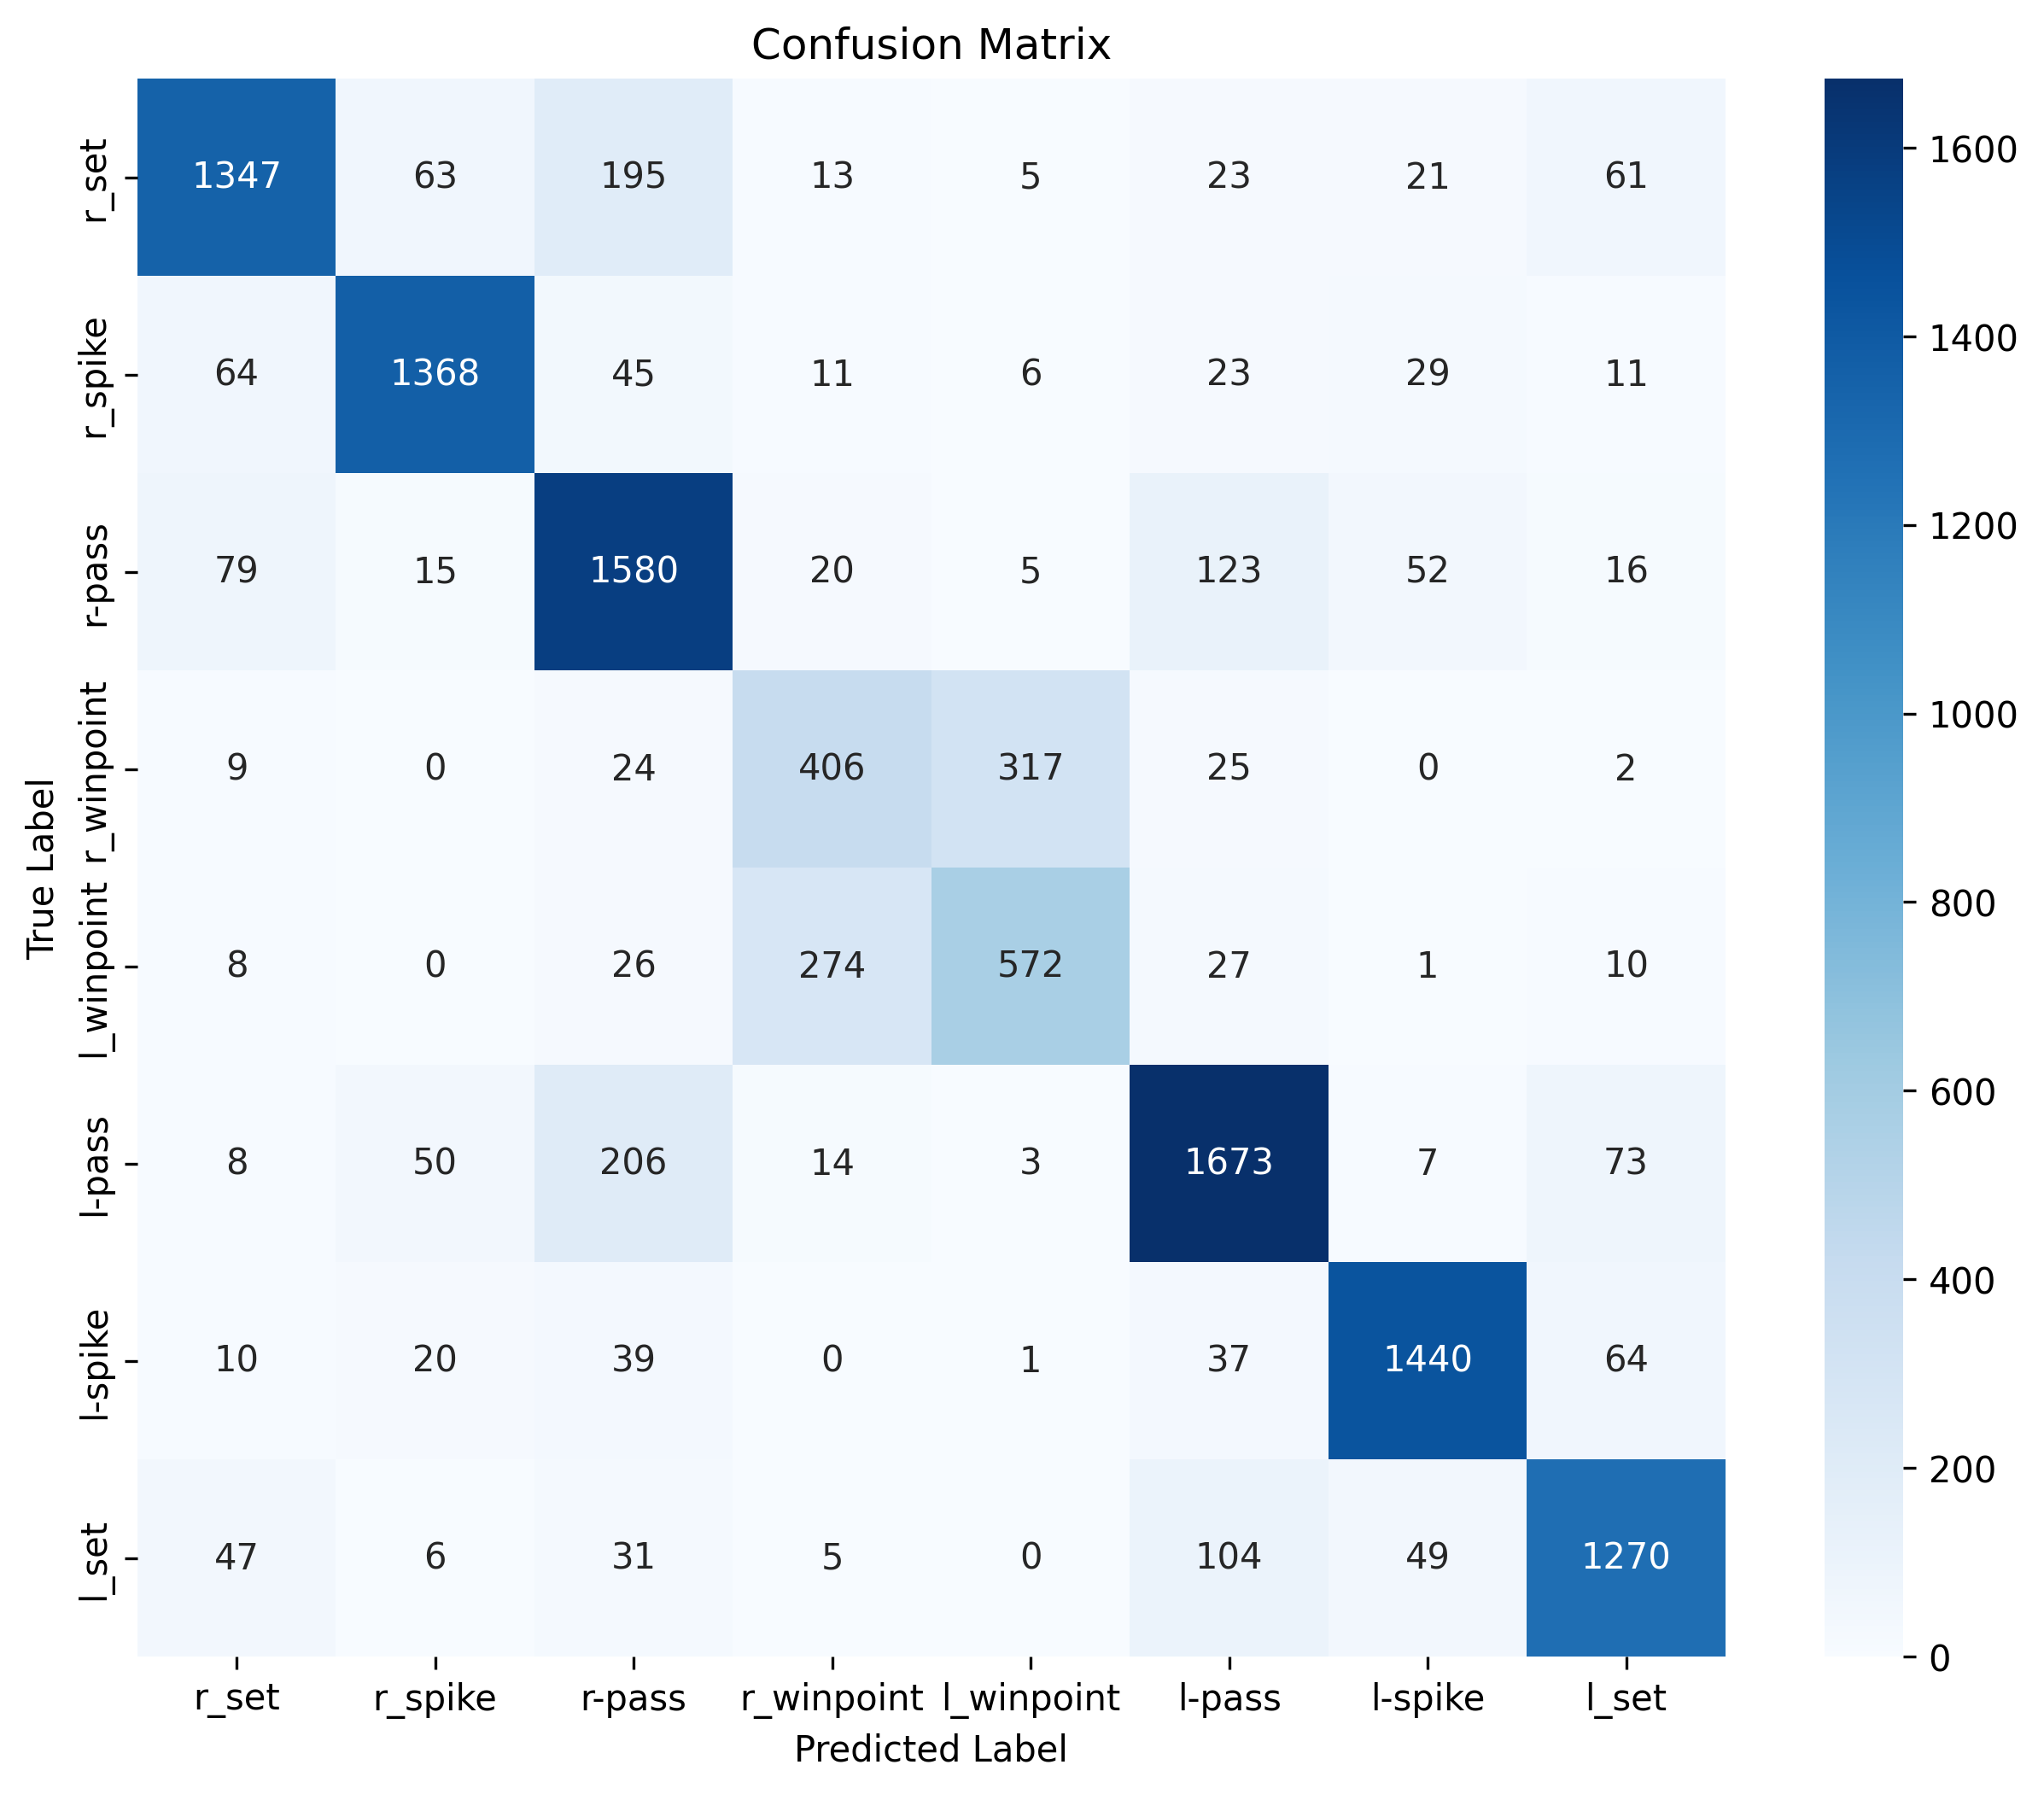 Confusion Matrix
True Label
r_set 1347 63 195 13 5 23 21 61
r_spike 64 1368 45 11 6 23 29 11
r-pass 79 15 1580 20 5 123 52 16
r_winpoint 9 0 24 406 317 25 0 2
l_winpoint 8 0 26 274 572 27 1 10
l-pass 8 50 206 14 3 1673 7 73
l-spike 10 20 39 0 1 37 1440 64
l_set 47 6 31 5 0 104 49 1270
r_set r_spike r-pass r_winpoint l_winpoint l-pass l-spike l_set
Predicted Label
1600
1400
1200
1000
800
600
400
200
0